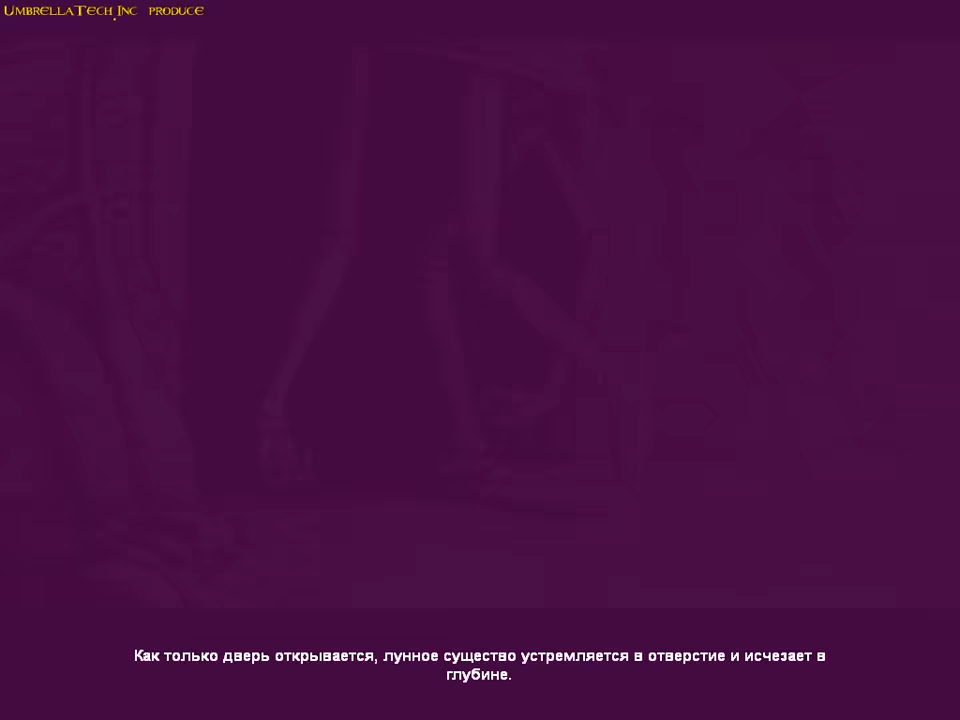 UmbrellaTech.Inc produce
Как только дверь открывается, лунное существо устремляется в отверстие и исчезает в
глубине.